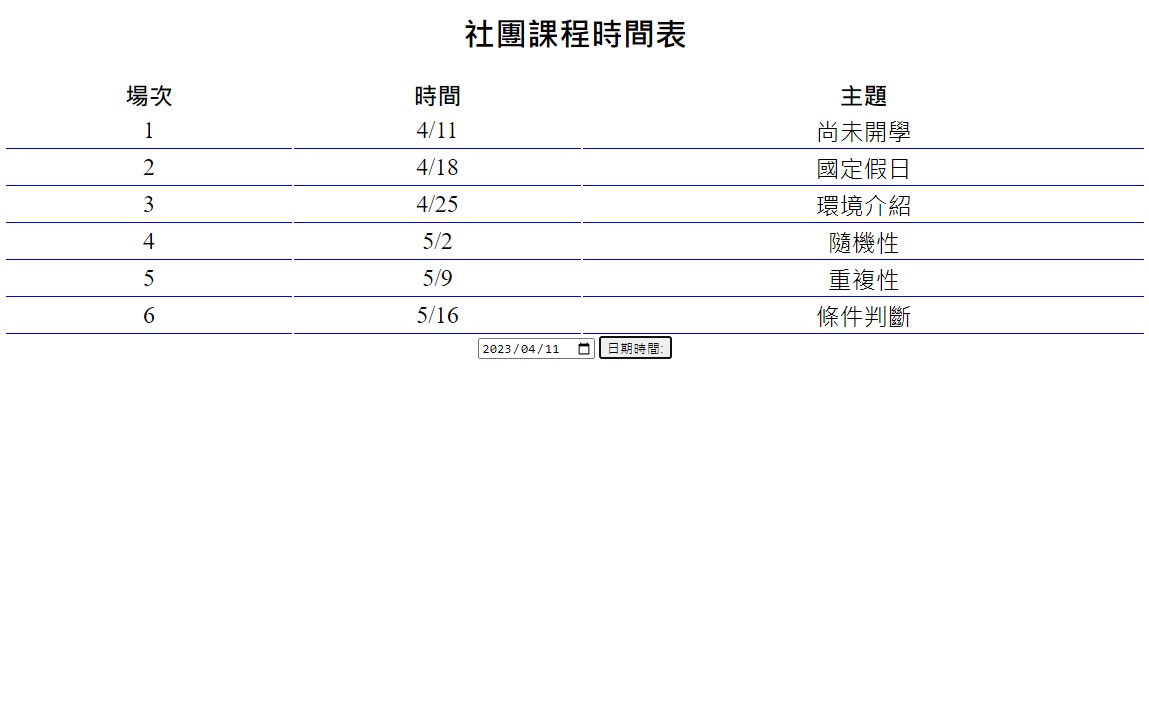 社團課程時間表
場次 時間 主題
1 4/11 尚未開學
2 4/18 國定假日
3 4/25 環境介紹
4 5/2 隨機性
5 5/9 重複性
6 5/16 條件判斷
2023/04/11 日期時間: